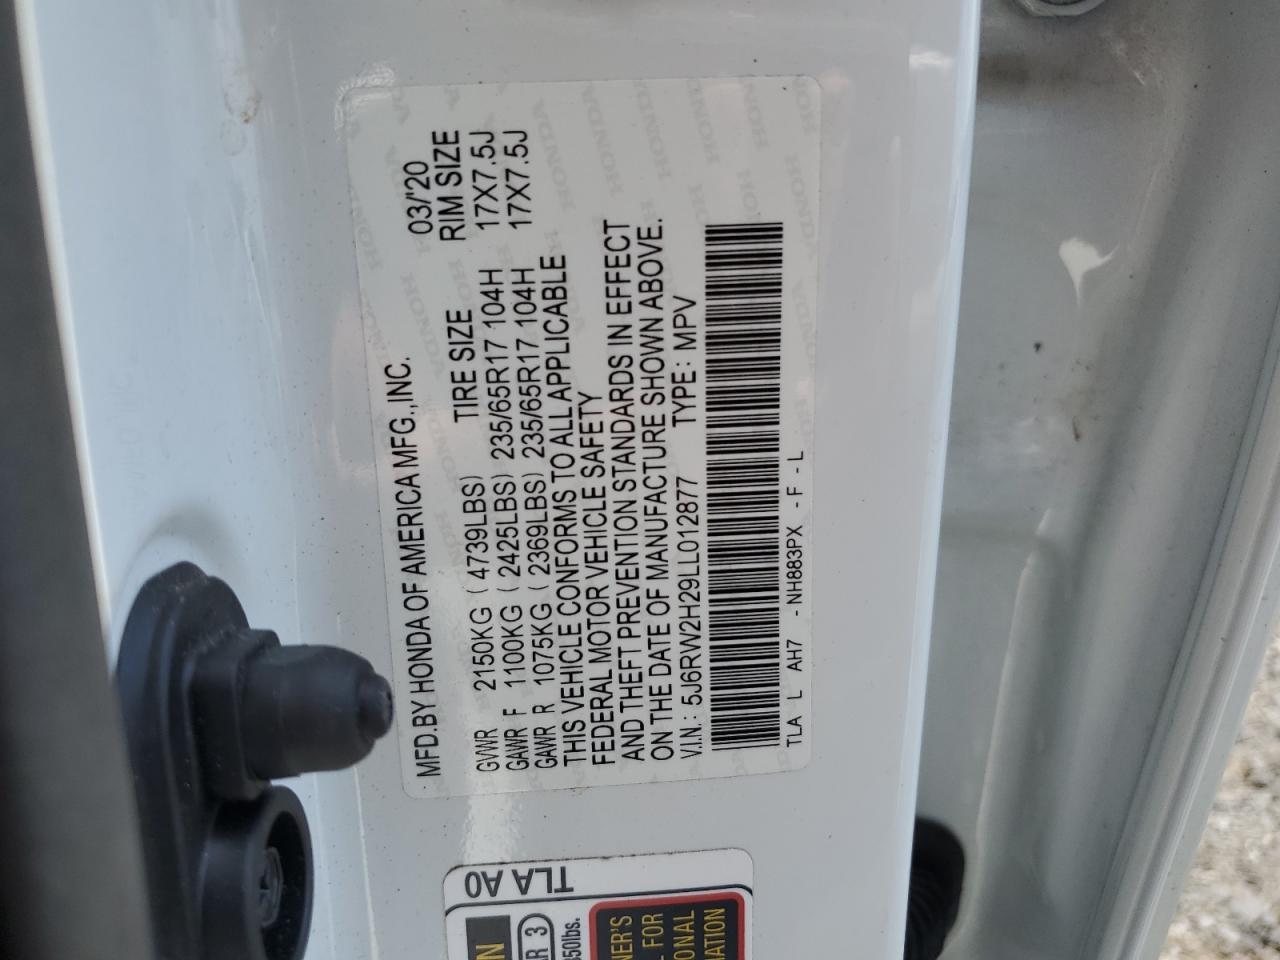 MFD.BY HONDA OF AMERICA MFG.,INC. 03/'20
TIRE SIZE RIM SIZE
GVWR 2150KG ( 4739LBS)
GAWR F 1100KG ( 2425LBS) 235/65R17 104H 17X7.5J
GAWR R 1075KG ( 2369LBS) 235/65R17 104H 17X7.5J
THIS VEHICLE CONFORMS TO ALL APPLICABLE
FEDERAL MOTOR VEHICLE SAFETY
AND THEFT PREVENTION STANDARDS IN EFFECT
ON THE DATE OF MANUFACTURE SHOWN ABOVE.
V.I.N.: 5J6RW2H29LL012877 TYPE: MPV
TLA L AH7 - NH883PX - F - L
TLA A0